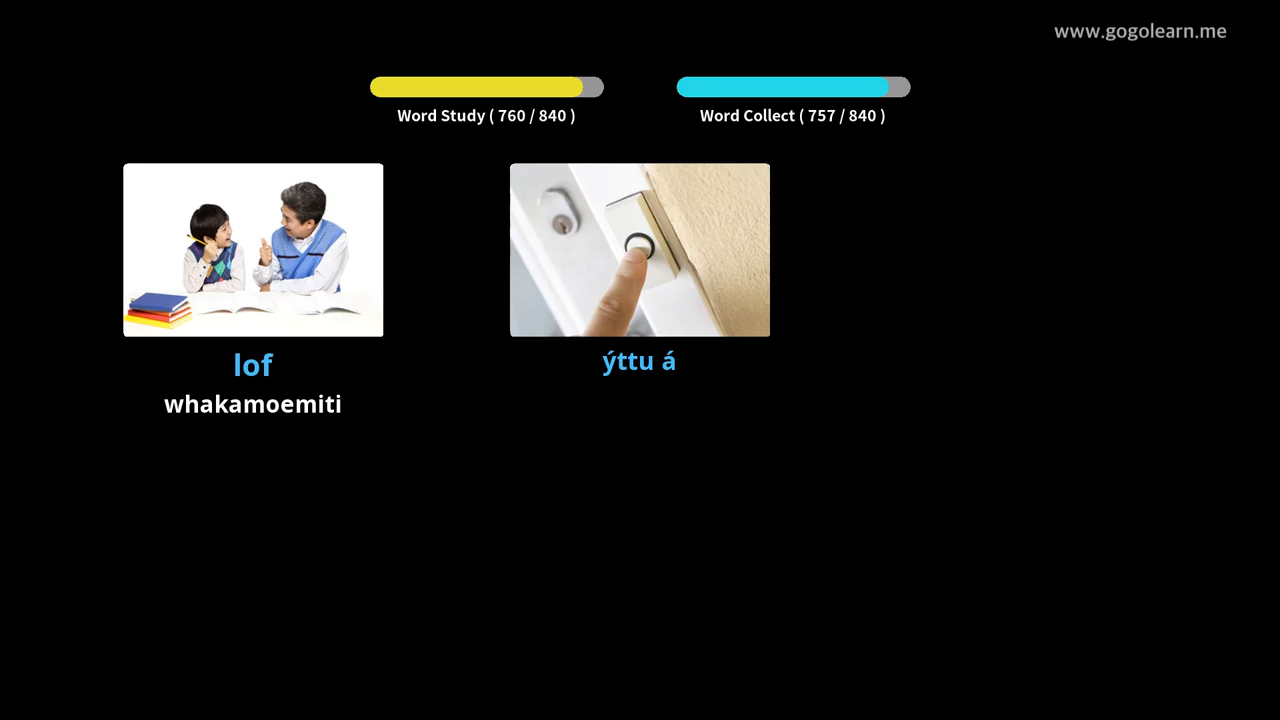 www.gogolearn.me
Word Study ( 760 / 840 )
Word Collect ( 757 / 840 )
lof
whakamoemiti
ýttu á